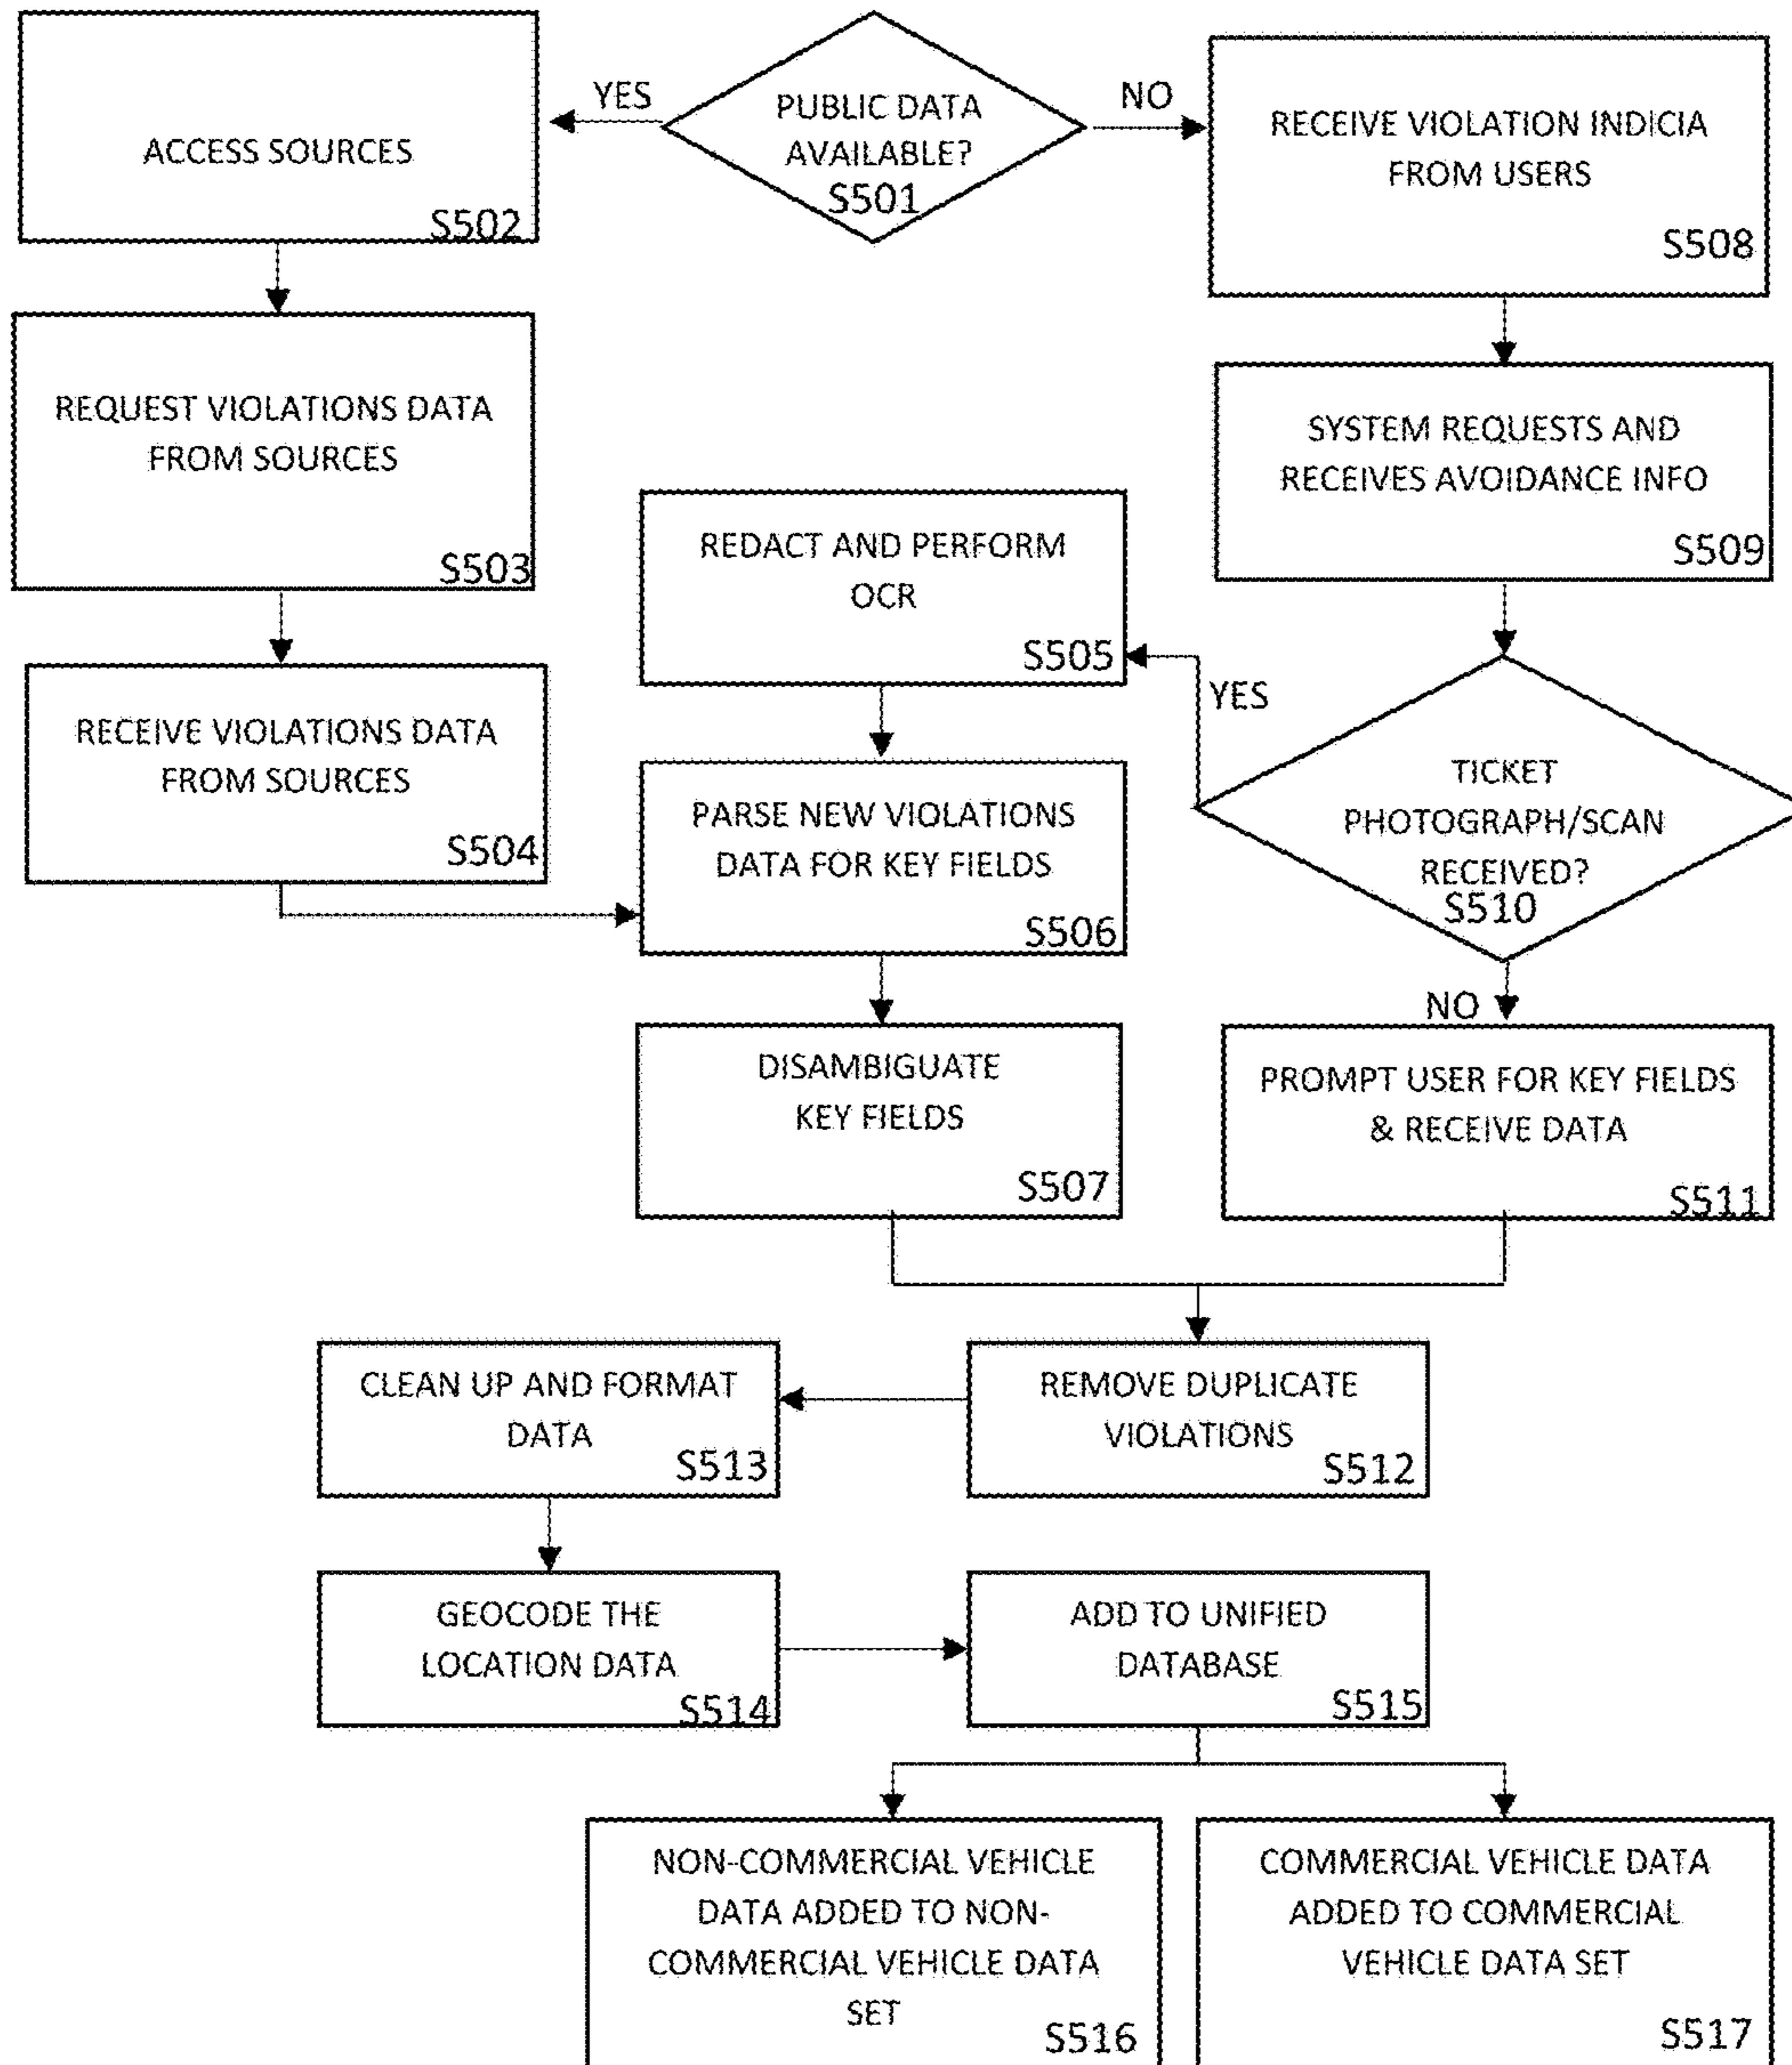 PUBLIC DATA
AVAILABLE?
S501
YES
NO
ACCESS SOURCES
S502
REQUEST VIOLATIONS DATA
FROM SOURCES
S503
RECEIVE VIOLATIONS DATA
FROM SOURCES
S504
RECEIVE VIOLATION INDICIA
FROM USERS
S508
SYSTEM REQUESTS AND
RECEIVES AVOIDANCE INFO
S509
TICKET
PHOTOGRAPH/SCAN
RECEIVED?
S510
YES
NO
REDACT AND PERFORM
OCR
S505
PARSE NEW VIOLATIONS
DATA FOR KEY FIELDS
S506
DISAMBIGUATE
KEY FIELDS
S507
PROMPT USER FOR KEY FIELDS
& RECEIVE DATA
S511
REMOVE DUPLICATE
VIOLATIONS
S512
CLEAN UP AND FORMAT
DATA
S513
GEOCODE THE
LOCATION DATA
S514
ADD TO UNIFIED
DATABASE
S515
NON-COMMERCIAL VEHICLE
DATA ADDED TO NON-
COMMERCIAL VEHICLE DATA
SET
S516
COMMERCIAL VEHICLE DATA
ADDED TO COMMERCIAL
VEHICLE DATA SET
S517